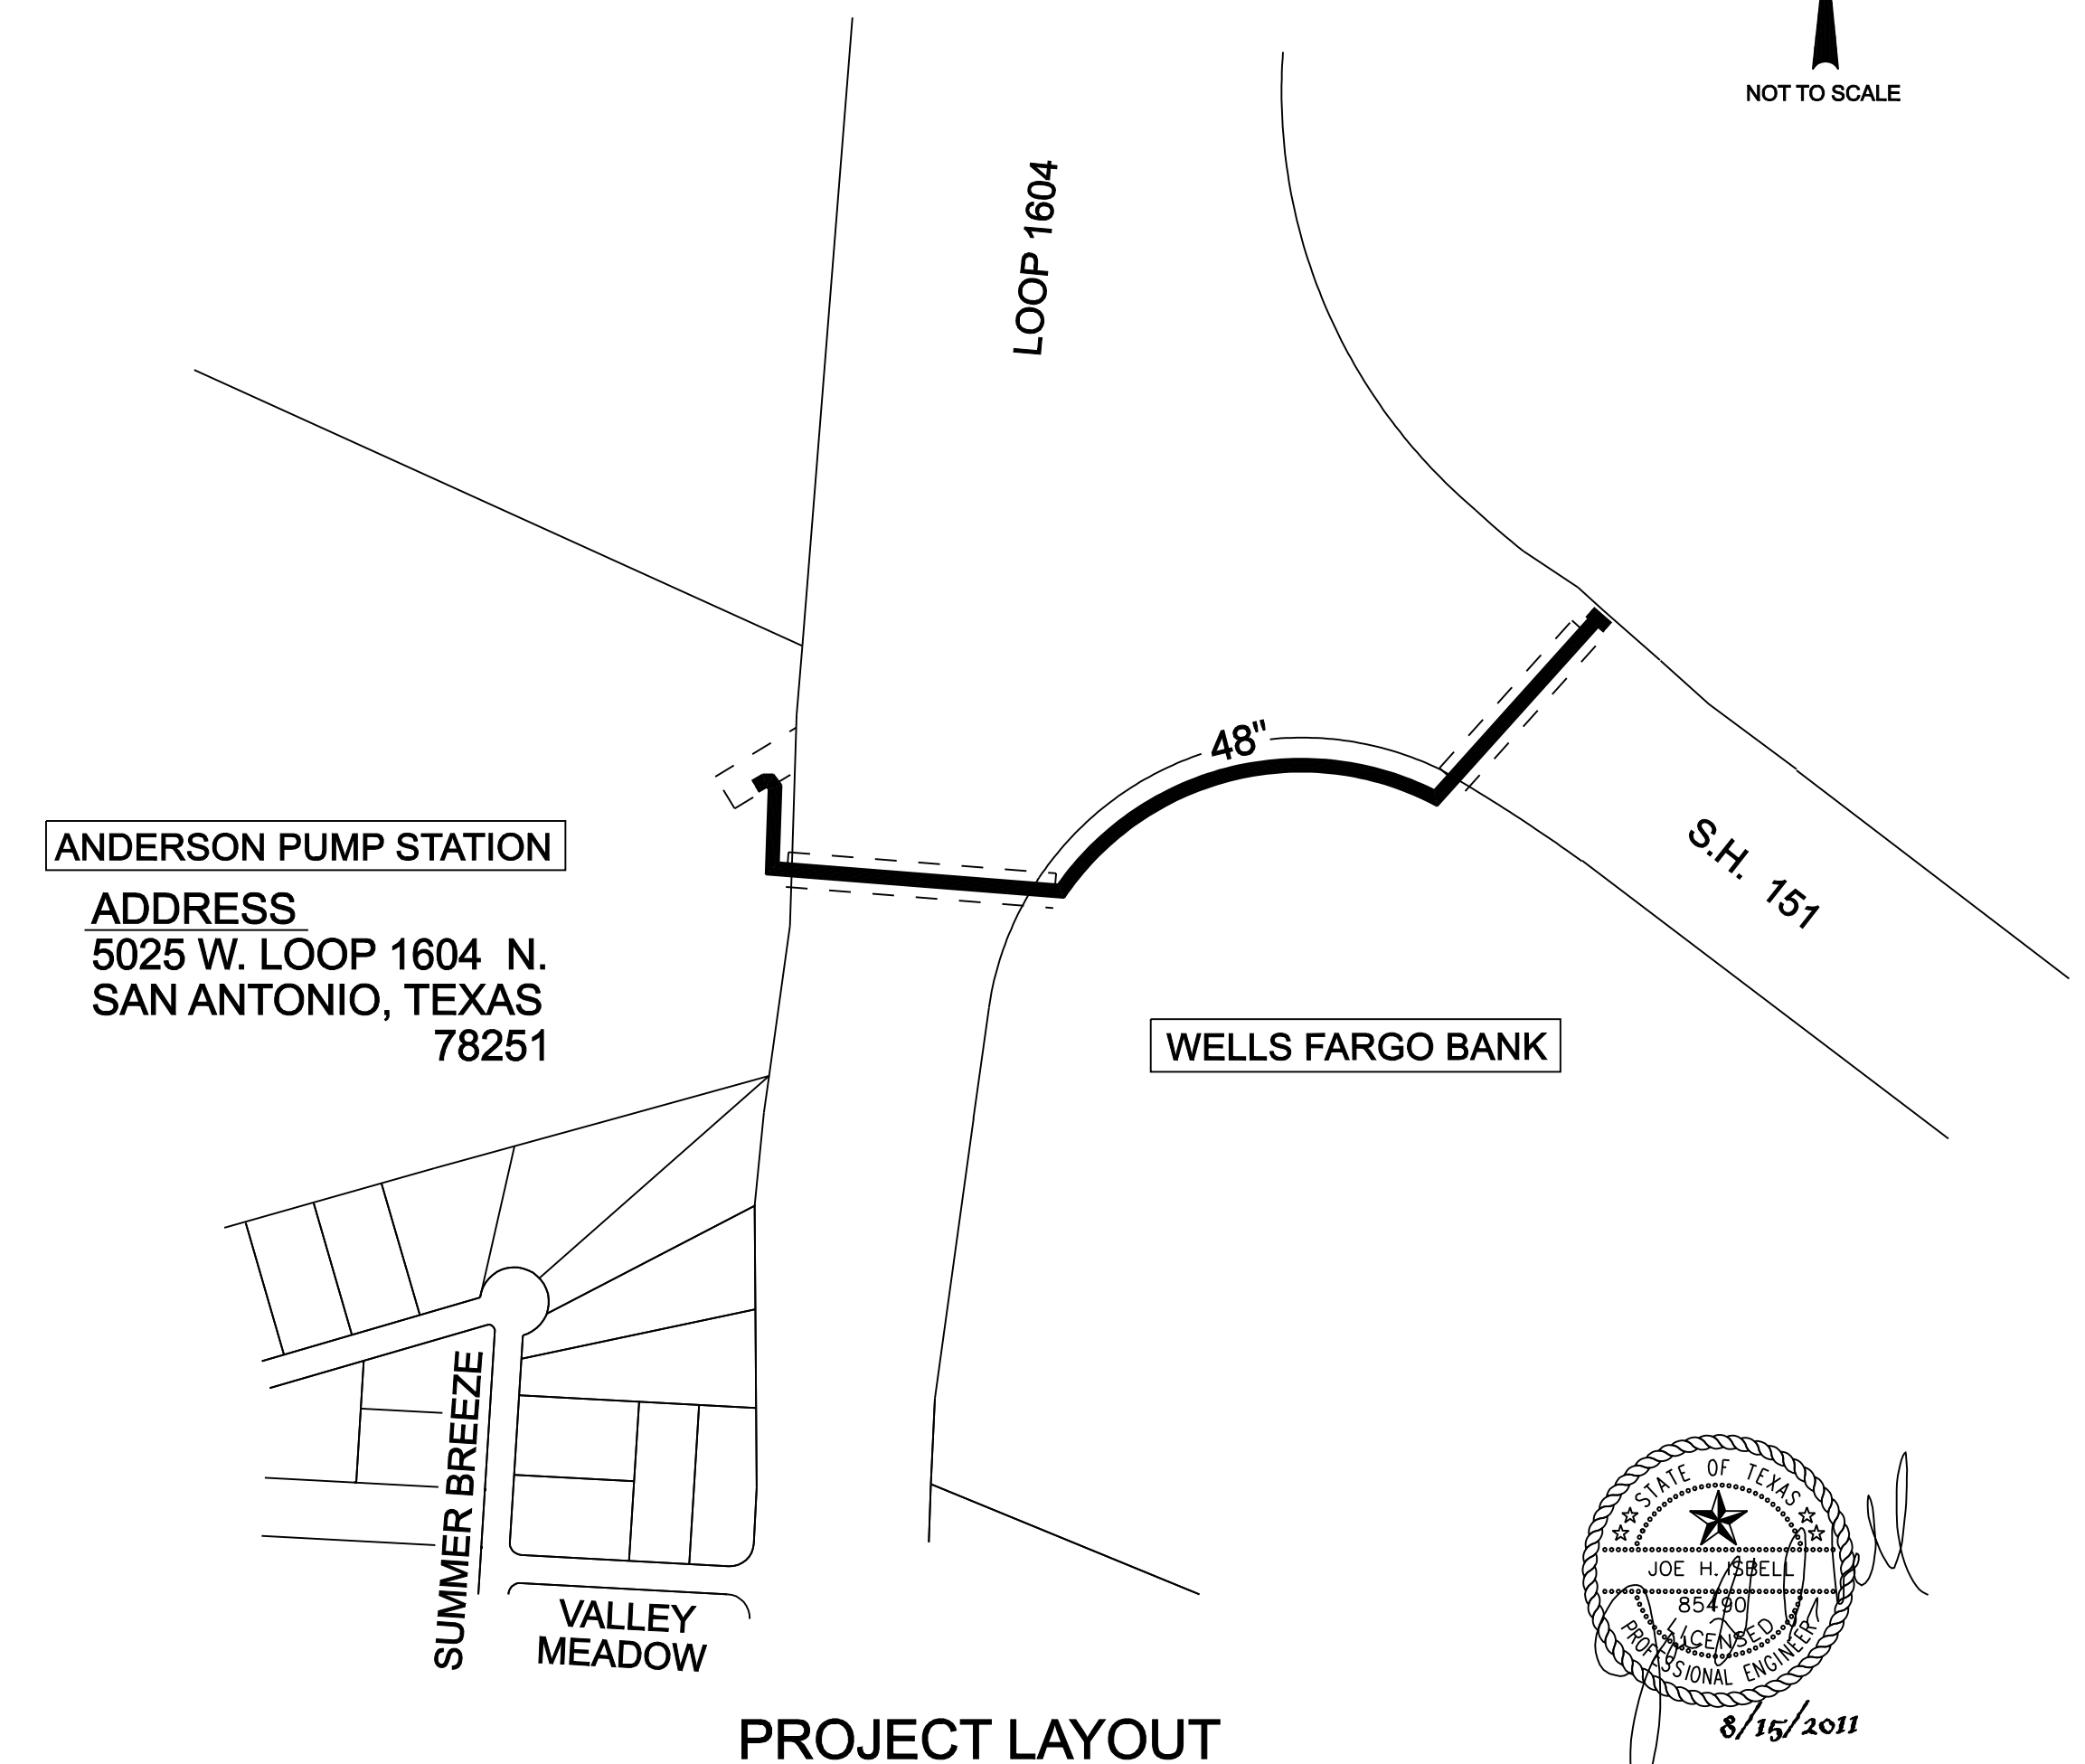 NOT TO SCALE
LOOP 1604
48"
ANDERSON PUMP STATION
ADDRESS
5025 W. LOOP 1604 N.
SAN ANTONIO, TEXAS
78251
S.H. 151
WELLS FARGO BANK
SUMMER BREEZE
VALLEY
MEADOW
STATE OF TEXAS
JOE H. ISBELL
85490
LICENSED
PROFESSIONAL ENGINEER
8/15/2011
PROJECT LAYOUT